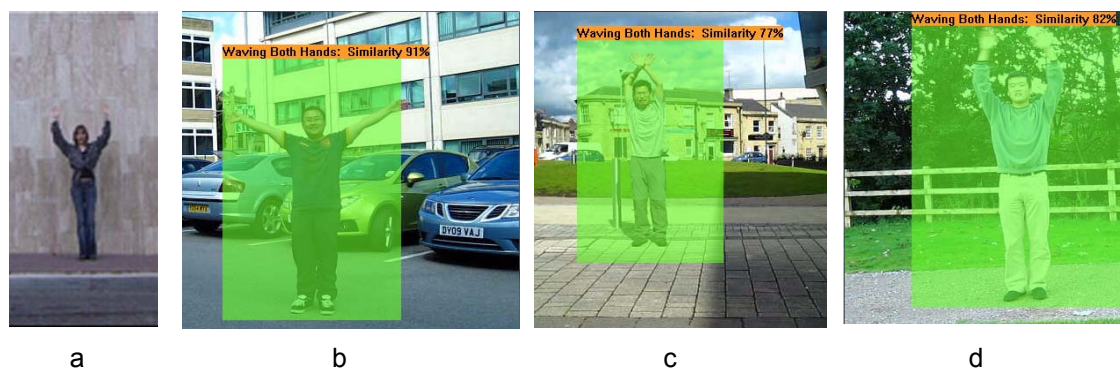 Waving Both Hands: Similarity 91%
Waving Both Hands: Similarity 77%
Waving Both Hands: Similarity 82%
DY09 VAJ
a
b
c
d